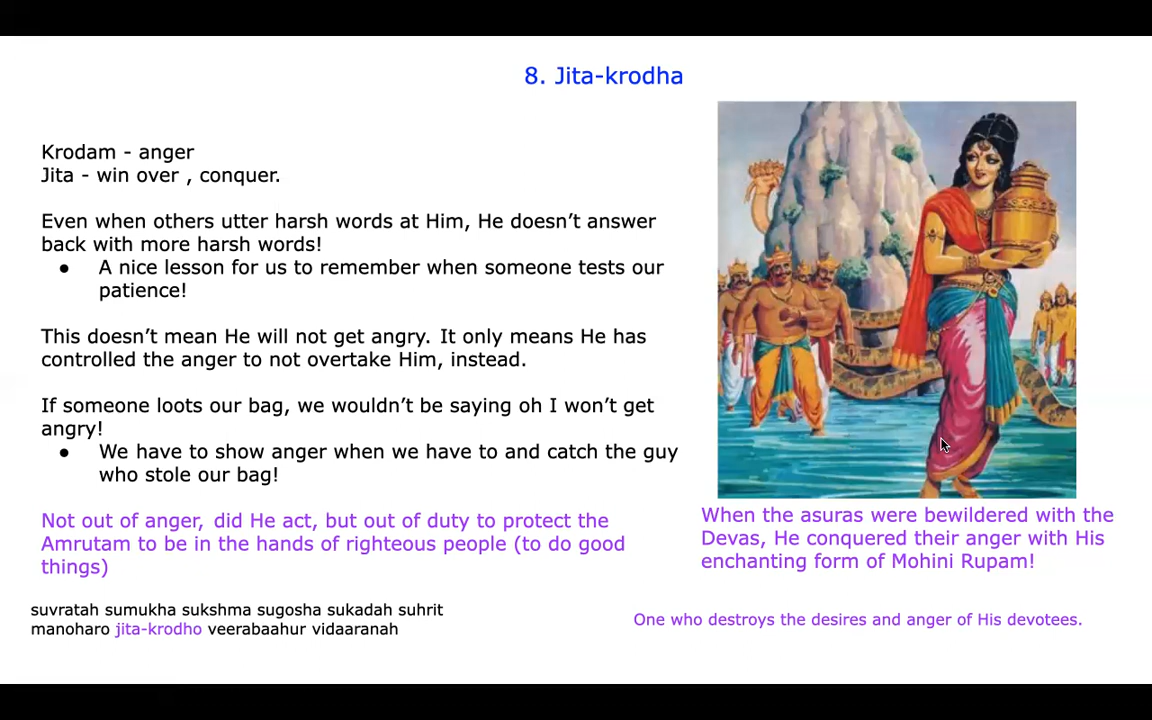 8. Jita-krodha
Krodam - anger
Jita - win over , conquer.
Even when others utter harsh words at Him, He doesn’t answer
back with more harsh words!
● A nice lesson for us to remember when someone tests our
patience!
This doesn’t mean He will not get angry. It only means He has
controlled the anger to not overtake Him, instead.
If someone loots our bag, we wouldn’t be saying oh I won’t get
angry!
● We have to show anger when we have to and catch the guy
who stole our bag!
Not out of anger, did He act, but out of duty to protect the
Amrutam to be in the hands of righteous people (to do good
things)
suvratah sumukha sukshma sugosha sukadah suhrit
manoharo jita-krodho veerabaahur vidaaranah
When the asuras were bewildered with the
Devas, He conquered their anger with His
enchanting form of Mohini Rupam!
One who destroys the desires and anger of His devotees.